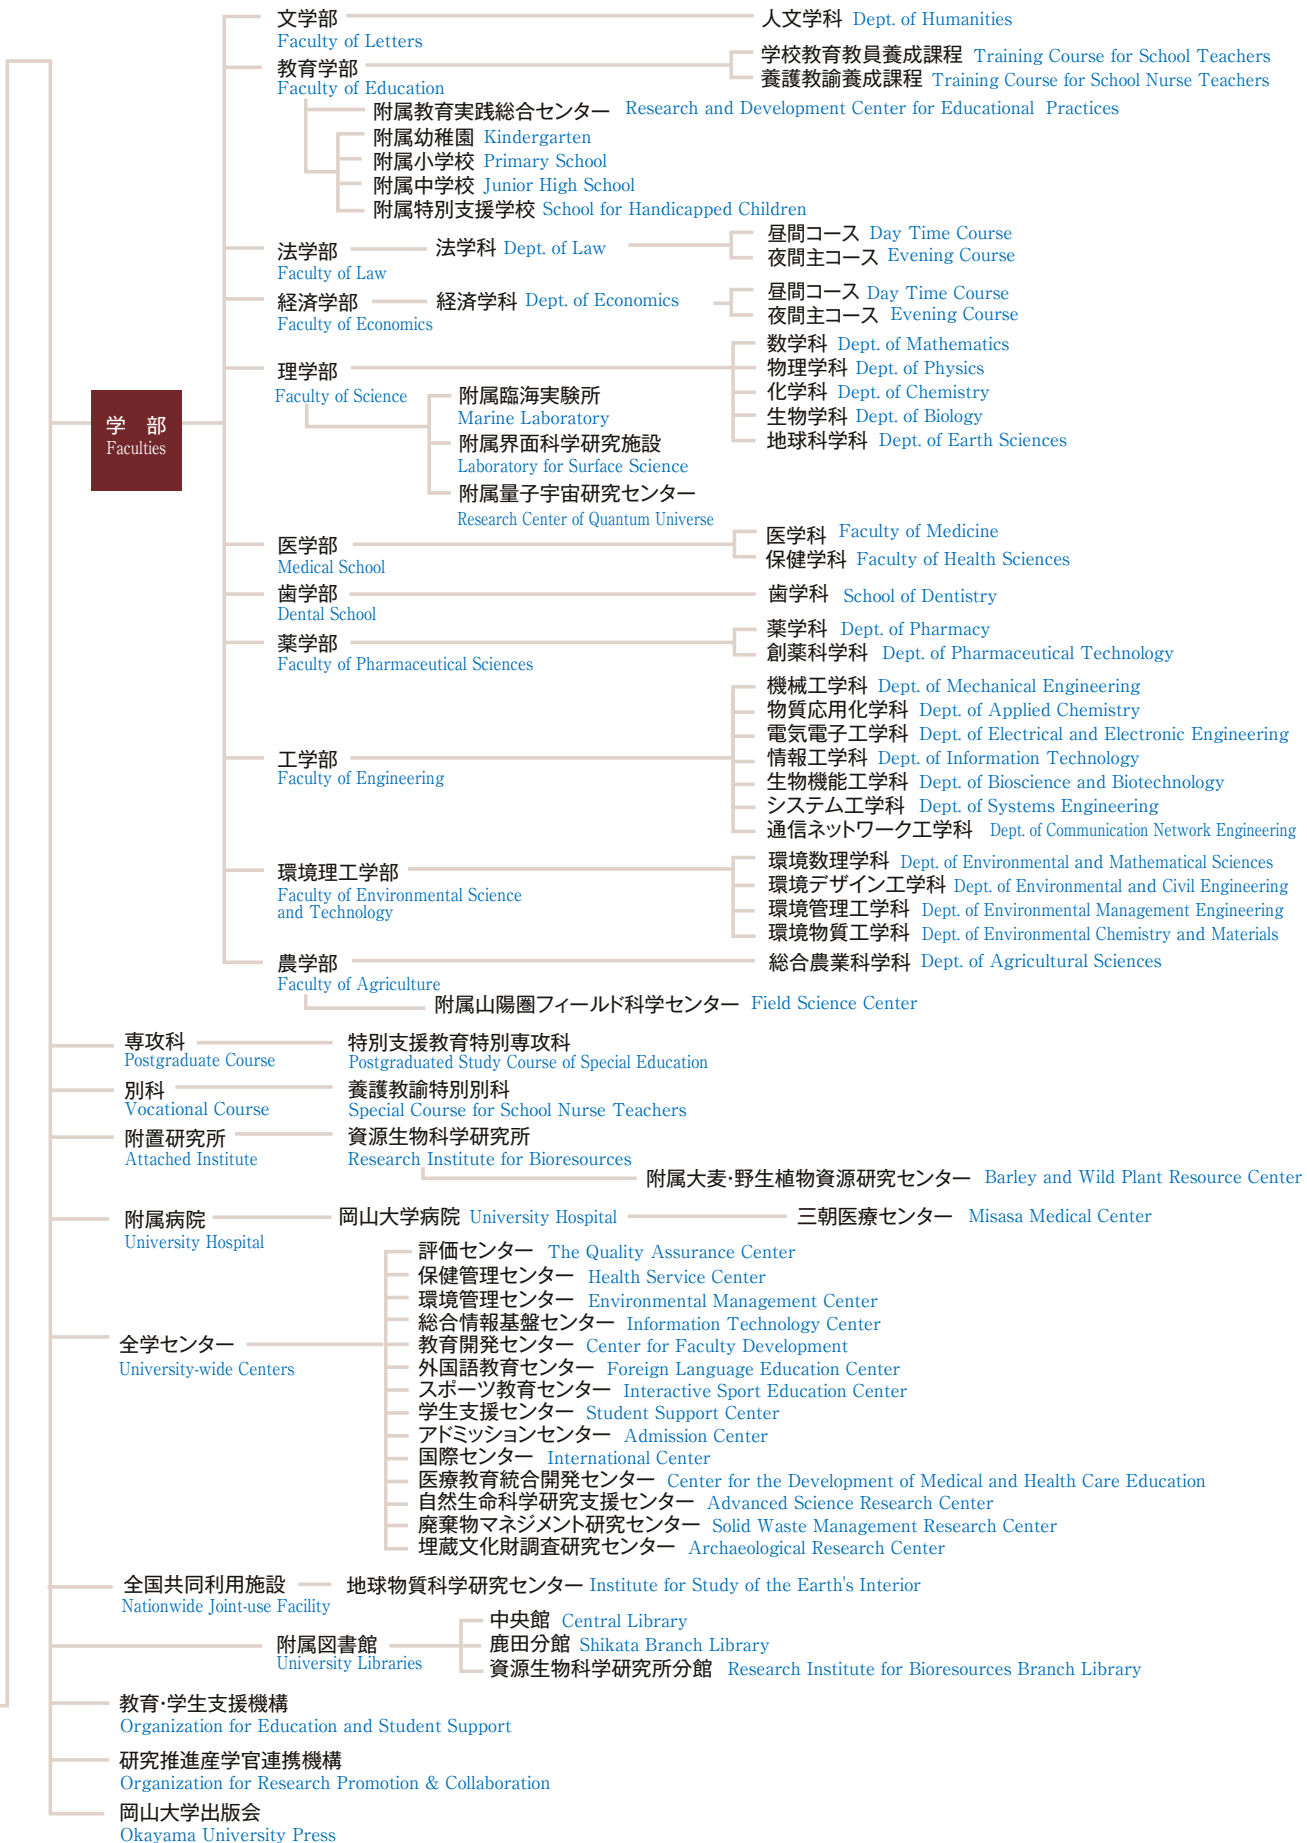 文学部
Faculty of Letters
人文学科 Dept. of Humanities
教育学部
Faculty of Education
学校教育教員養成課程 Training Course for School Teachers
養護教諭養成課程 Training Course for School Nurse Teachers
附属教育実践総合センター Research and Development Center for Educational Practices
附属幼稚園 Kindergarten
附属小学校 Primary School
附属中学校 Junior High School
附属特別支援学校 School for Handicapped Children
法学部
Faculty of Law
法学科 Dept. of Law
昼間コース Day Time Course
夜間主コース Evening Course
経済学部
Faculty of Economics
経済学科 Dept. of Economics
昼間コース Day Time Course
夜間主コース Evening Course
学 部
Faculties
理学部
Faculty of Science
数学科 Dept. of Mathematics
物理学科 Dept. of Physics
化学科 Dept. of Chemistry
生物学科 Dept. of Biology
地球科学科 Dept. of Earth Sciences
附属臨海実験所
Marine Laboratory
附属界面科学研究施設
Laboratory for Surface Science
附属量子宇宙研究センター
Research Center of Quantum Universe
医学部
Medical School
医学科 Faculty of Medicine
保健学科 Faculty of Health Sciences
歯学部
Dental School
歯学科 School of Dentistry
薬学部
Faculty of Pharmaceutical Sciences
薬学科 Dept. of Pharmacy
創薬科学科 Dept. of Pharmaceutical Technology
工学部
Faculty of Engineering
機械工学科 Dept. of Mechanical Engineering
物質応用化学科 Dept. of Applied Chemistry
電気電子工学科 Dept. of Electrical and Electronic Engineering
情報工学科 Dept. of Information Technology
生物機能工学科 Dept. of Bioscience and Biotechnology
システム工学科 Dept. of Systems Engineering
通信ネットワーク工学科 Dept. of Communication Network Engineering
環境理工学部
Faculty of Environmental Science
and Technology
環境数理学科 Dept. of Environmental and Mathematical Sciences
環境デザイン工学科 Dept. of Environmental and Civil Engineering
環境管理工学科 Dept. of Environmental Management Engineering
環境物質工学科 Dept. of Environmental Chemistry and Materials
農学部
Faculty of Agriculture
総合農業科学科 Dept. of Agricultural Sciences
附属山陽圏フィールド科学センター Field Science Center
専攻科
Postgraduate Course
特別支援教育特別専攻科
Postgraduated Study Course of Special Education
別科
Vocational Course
養護教諭特別別科
Special Course for School Nurse Teachers
附置研究所
Attached Institute
資源生物科学研究所
Research Institute for Bioresources
附属大麦・野生植物資源研究センター Barley and Wild Plant Resource Center
附属病院
University Hospital
岡山大学病院 University Hospital
三朝医療センター Misasa Medical Center
全学センター
University-wide Centers
評価センター The Quality Assurance Center
保健管理センター Health Service Center
環境管理センター Environmental Management Center
総合情報基盤センター Information Technology Center
教育開発センター Center for Faculty Development
外国語教育センター Foreign Language Education Center
スポーツ教育センター Interactive Sport Education Center
学生支援センター Student Support Center
アドミッションセンター Admission Center
国際センター International Center
医療教育統合開発センター Center for the Development of Medical and Health Care Education
自然生命科学研究支援センター Advanced Science Research Center
廃棄物マネジメント研究センター Solid Waste Management Research Center
埋蔵文化財調査研究センター Archaeological Research Center
全国共同利用施設
Nationwide Joint-use Facility
地球物質科学研究センター Institute for Study of the Earth's Interior
附属図書館
University Libraries
中央館 Central Library
鹿田分館 Shikata Branch Library
資源生物科学研究所分館 Research Institute for Bioresources Branch Library
教育・学生支援機構
Organization for Education and Student Support
研究推進産学官連携機構
Organization for Research Promotion & Collaboration
岡山大学出版会
Okayama University Press